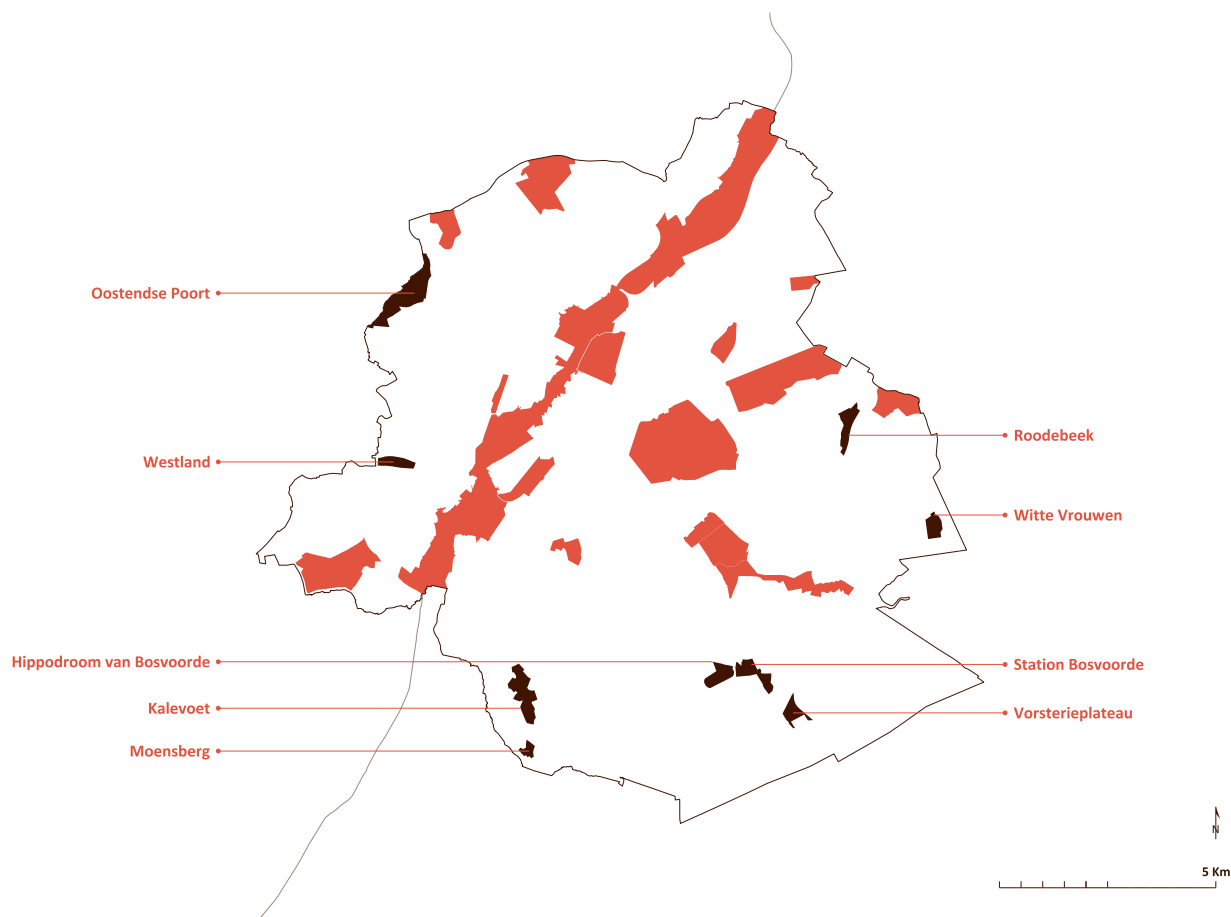 Oostendse Poort
Westland
Hippodroom van Bosvoorde
Kalevoet
Moensberg
Roodebeek
Witte Vrouwen
Station Bosvoorde
Vorsterieplateau
N
5 Km